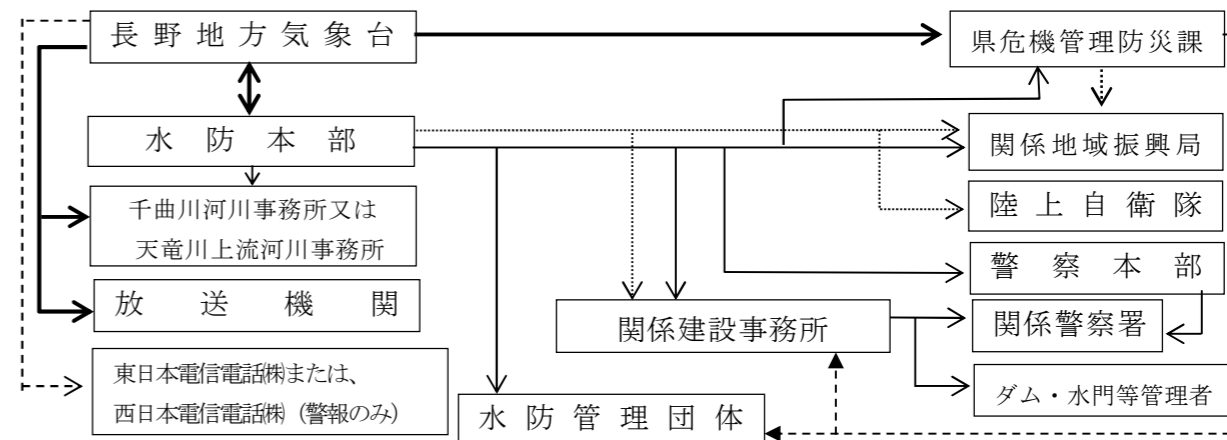 長野地方気象台
県危機管理防災課
水防本部
関係地域振興局
千曲川河川事務所又は
天竜川上流河川事務所
陸上自衛隊
警察本部
放送機関
関係建設事務所
関係警察署
東日本電信電話㈱または、
西日本電信電話㈱（警報のみ）
ダム・水門等管理者
水防管理団体